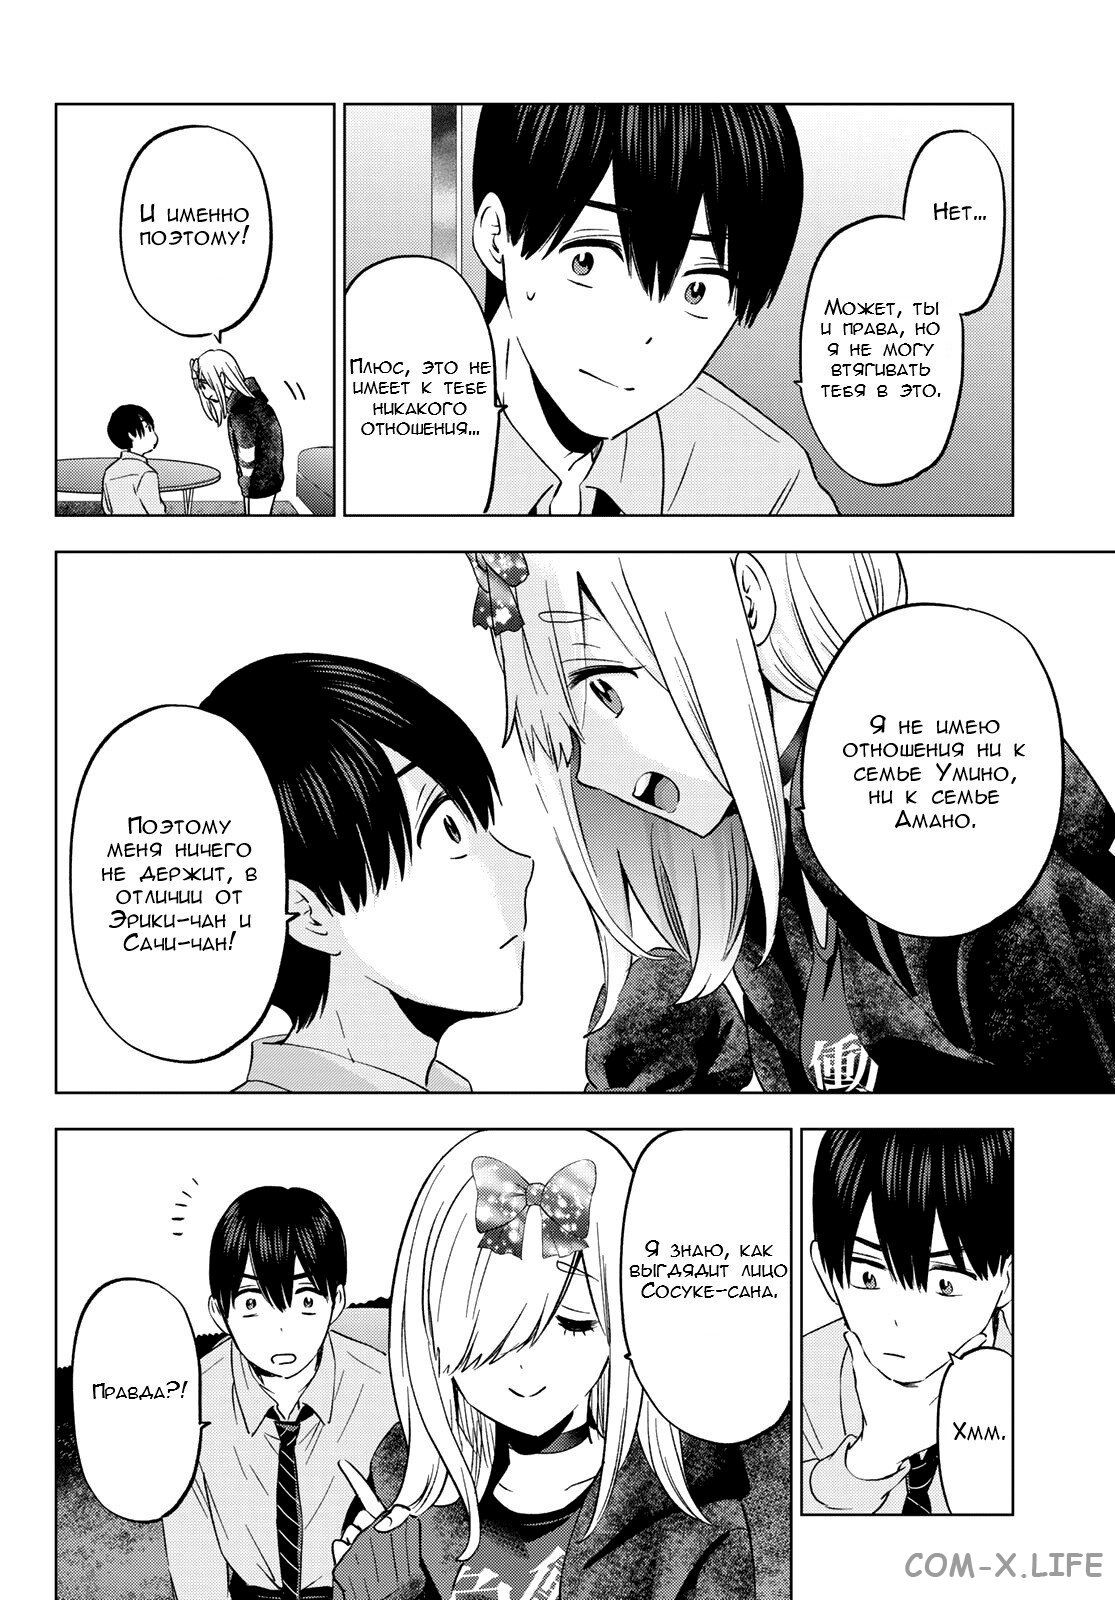 Нет...
Может, ты
и права, но
я не могу
втягивать
тебя в это.
Плюс, это не
имеет к тебе
никакого
отношения...
И именно
поэтому!
Я не имею
отношения ни к
семье Умино,
ни к семье
Амано.
Поэтому
меня ничего
не держит, в
отличии от
Эрики-чан и
Сачи-чан!
働
Хмм.
Я знаю, как
выгдядит лицо
Сосуке-сана.
Правда?!
COM-X.LIFE